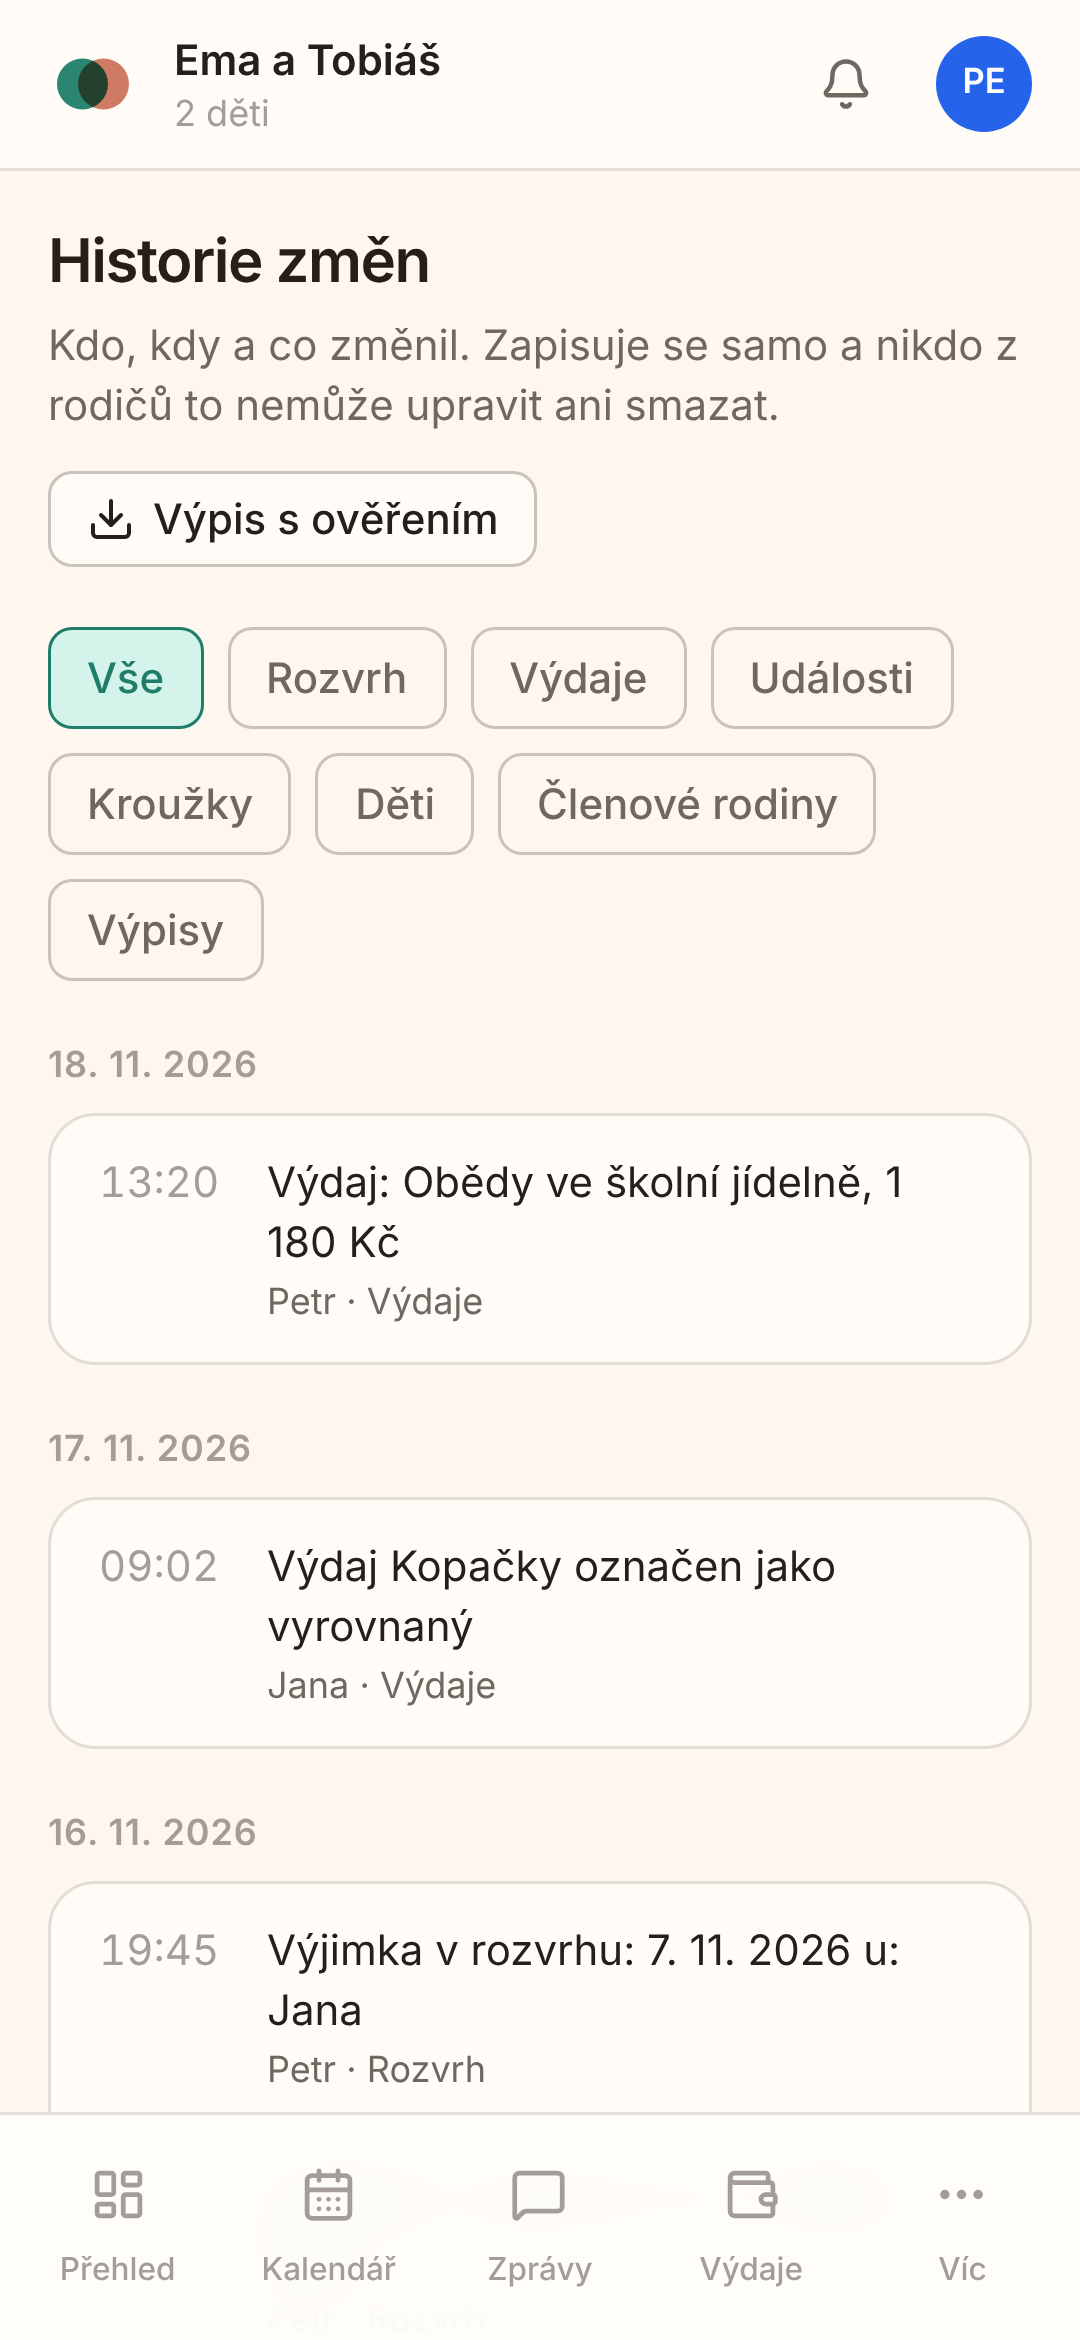 Ema a Tobiáš
2 děti
PE
Historie změn
Kdo, kdy a co změnil. Zapisuje se samo a nikdo z
rodičů to nemůže upravit ani smazat.
Výpis s ověřením
Vše
Rozvrh
Výdaje
Události
Kroužky
Děti
Členové rodiny
Výpisy
18. 11. 2026
13:20
Výdaj: Obědy ve školní jídelně, 1
180 Kč
Petr · Výdaje
17. 11. 2026
09:02
Výdaj Kopačky označen jako
vyrovnaný
Jana · Výdaje
16. 11. 2026
19:45
Výjimka v rozvrhu: 7. 11. 2026 u:
Jana
Petr · Rozvrh
Přehled
Kalendář
Zprávy
Výdaje
Víc
Petr · Rozvrh